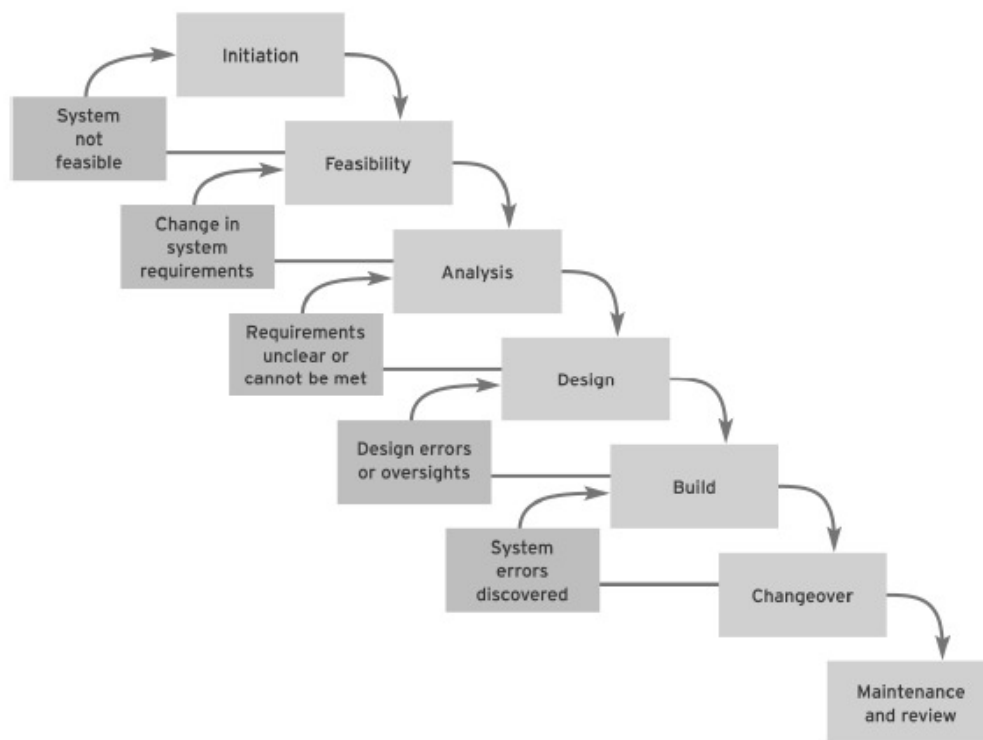 Initiation
System
not
feasible
Feasibility
Change in
system
requirements
Analysis
Requirements
unclear or
cannot be met
Design
Design errors
or oversights
Build
System
errors
discovered
Changeover
Maintenance
and review